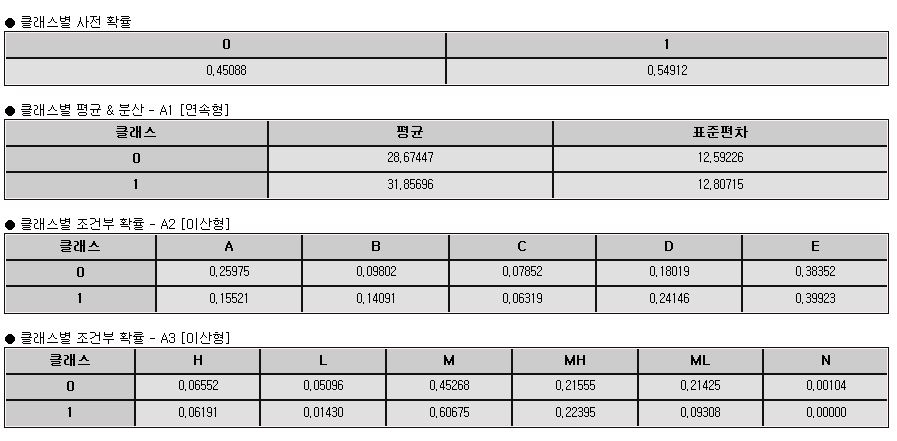 ● 클래스별 사전 확률
0 1
0,45088 0,54912
● 클래스별 평균 & 분산 - A1 [연속형]
클래스 평균 표준편차
0 28,67447 12,59226
1 31,85696 12,80715
● 클래스별 조건부 확률 - A2 [이산형]
클래스 A B C D E
0 0,25975 0,09802 0,07852 0,18019 0,38352
1 0,15521 0,14091 0,06319 0,24146 0,39923
● 클래스별 조건부 확률 - A3 [이산형]
클래스 H L M MH ML N
0 0,06552 0,05096 0,45268 0,21555 0,21425 0,00104
1 0,06191 0,01430 0,60675 0,22395 0,09308 0,00000